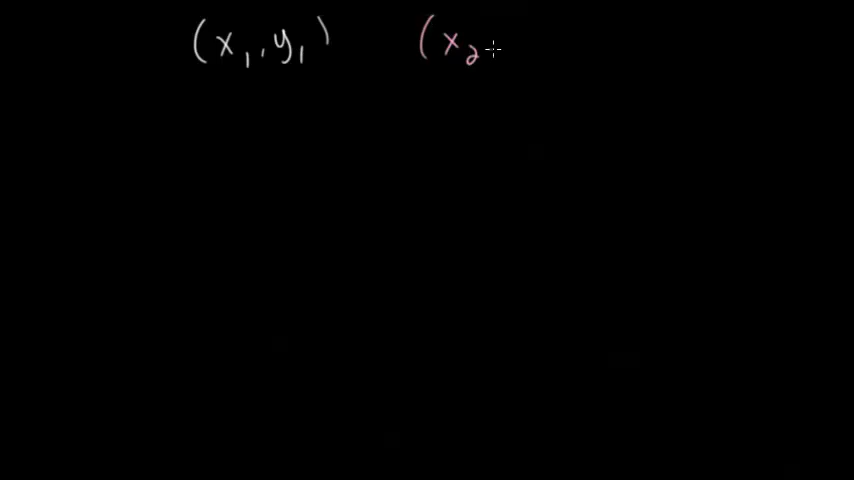 (x₁, y₁) (x₂